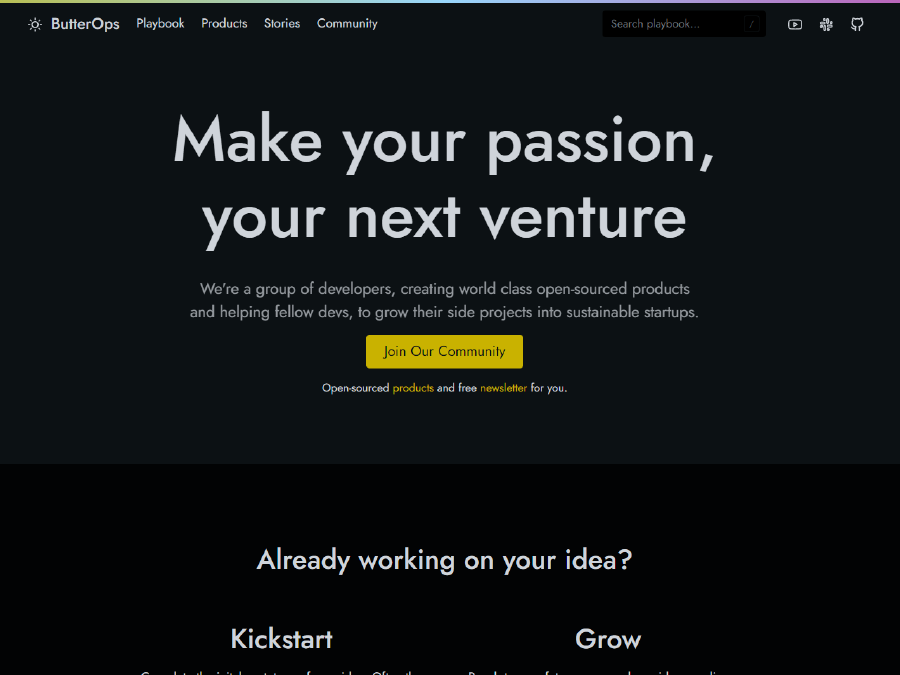 ButterOps Playbook Products Stories Community
Search playbook... /
Make your passion,
your next venture
We're a group of developers, creating world class open-sourced products
and helping fellow devs, to grow their side projects into sustainable startups.
Join Our Community
Open-sourced products and free newsletter for you.
Already working on your idea?
Kickstart
Grow